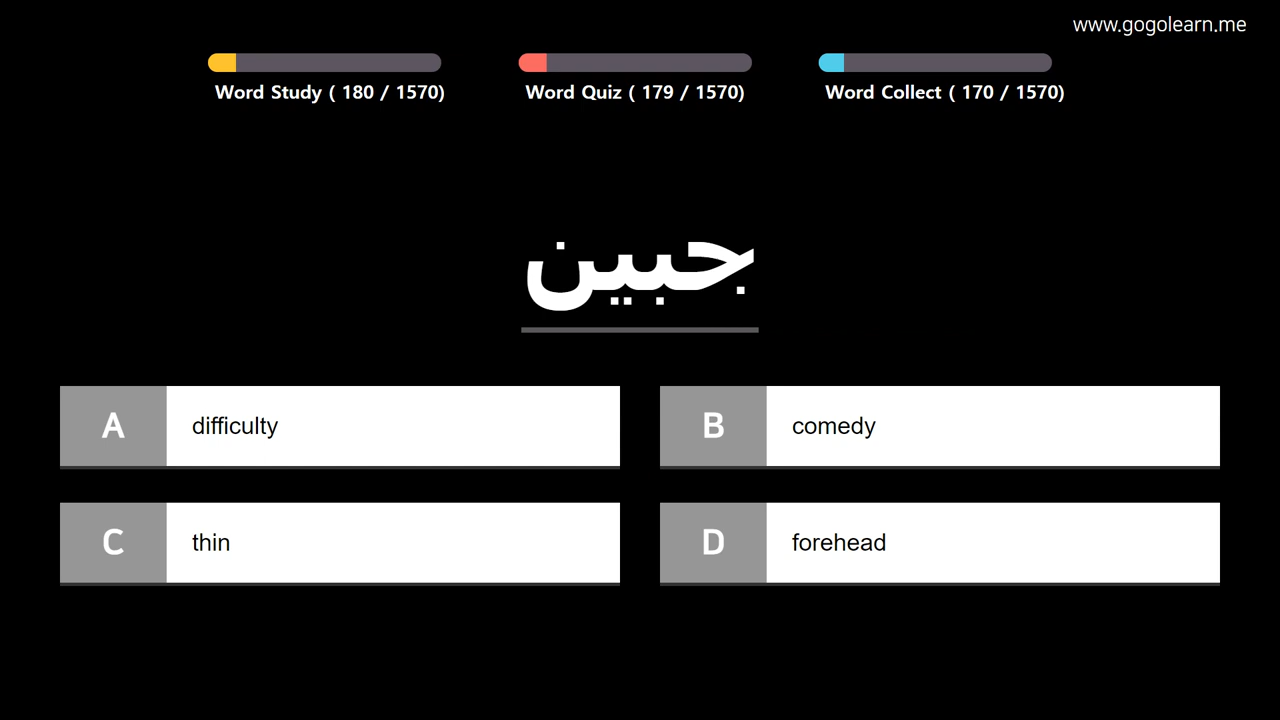 www.gogolearn.me
Word Study ( 180 / 1570)
Word Quiz ( 179 / 1570)
Word Collect ( 170 / 1570)
جبين
A difficulty
B comedy
C thin
D forehead